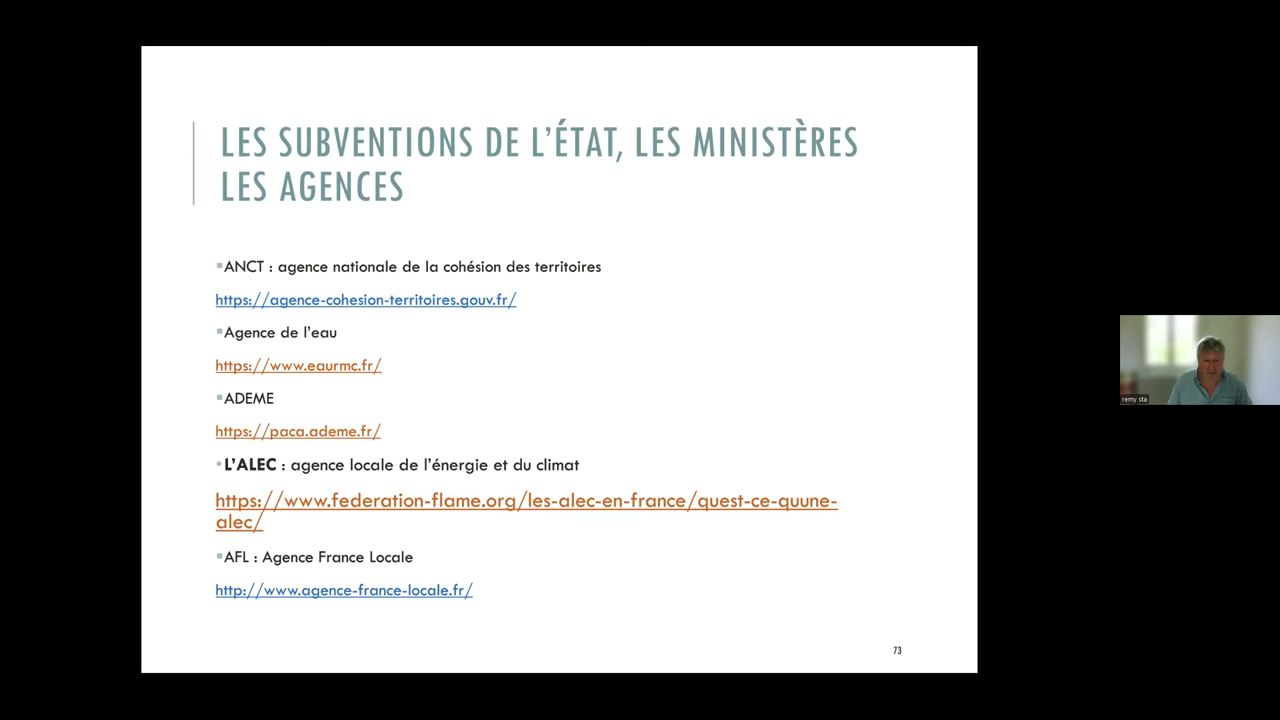 LES SUBVENTIONS DE L'ÉTAT, LES MINISTÈRES
LES AGENCES
▪ANCT : agence nationale de la cohésion des territoires
https://agence-cohesion-territoires.gouv.fr/
▪Agence de l'eau
https://www.eaurmc.fr/
▪ADEME
https://paca.ademe.fr/
•L'ALEC : agence locale de l'énergie et du climat
https://www.federation-flame.org/les-alec-en-france/quest-ce-quune-
alec/
▪AFL : Agence France Locale
http://www.agence-france-locale.fr/
73
remy sta